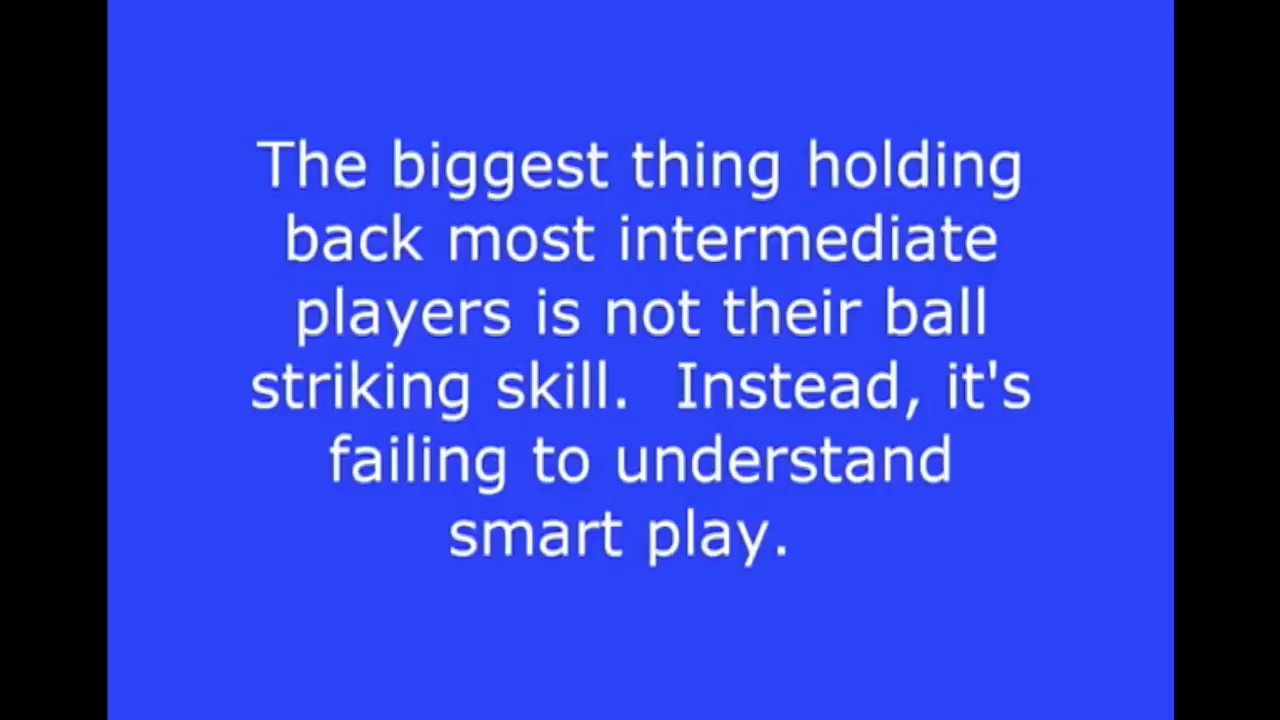 The biggest thing holding
back most intermediate
players is not their ball
striking skill.  Instead, it's
failing to understand
smart play.